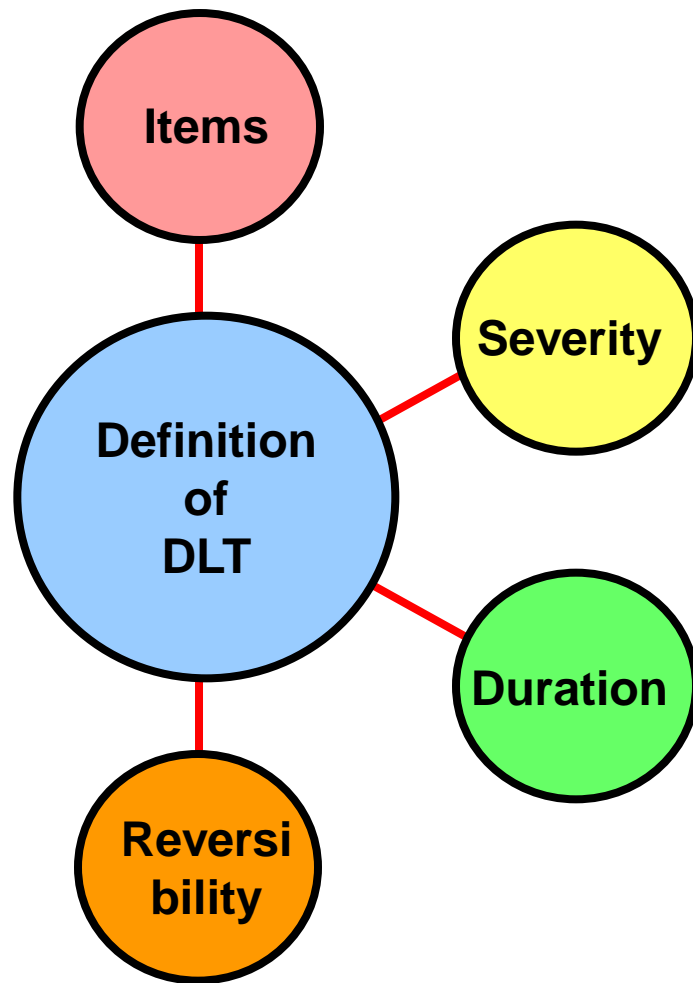 Items
Severity
Definition
of
DLT
Duration
Reversi
bility